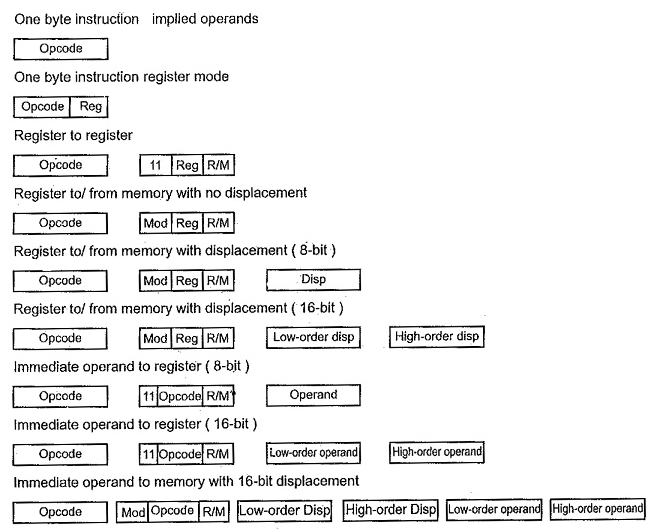 One byte instruction implied operands
Opcode
One byte instruction register mode
Opcode Reg
Register to register
Opcode 11 Reg R/M
Register to/ from memory with no displacement
Opcode Mod Reg R/M
Register to/ from memory with displacement ( 8-bit )
Opcode Mod Reg R/M Disp
Register to/ from memory with displacement ( 16-bit )
Opcode Mod Reg R/M Low-order disp High-order disp
Immediate operand to register ( 8-bit )
Opcode 11 Opcode R/M Operand
Immediate operand to register ( 16-bit )
Opcode 11 Opcode R/M Low-order operand High-order operand
Immediate operand to memory with 16-bit displacement
Opcode Mod Opcode R/M Low-order Disp High-order Disp Low-order operand High-order operand